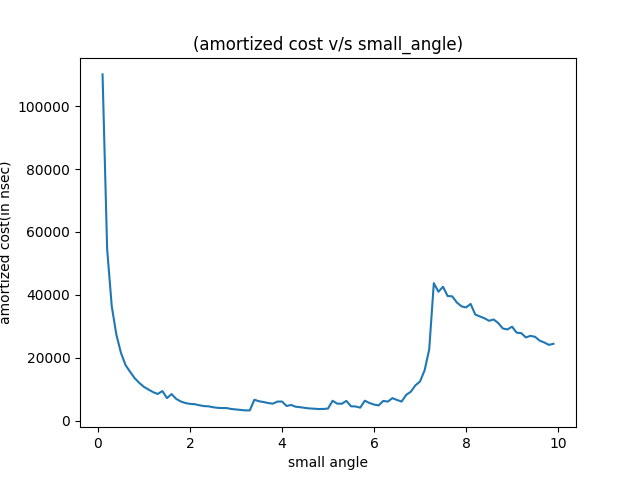 (amortized cost v/s small_angle)
amortized cost(in nsec)
100000
80000
60000
40000
20000
0
0 2 4 6 8 10
small angle